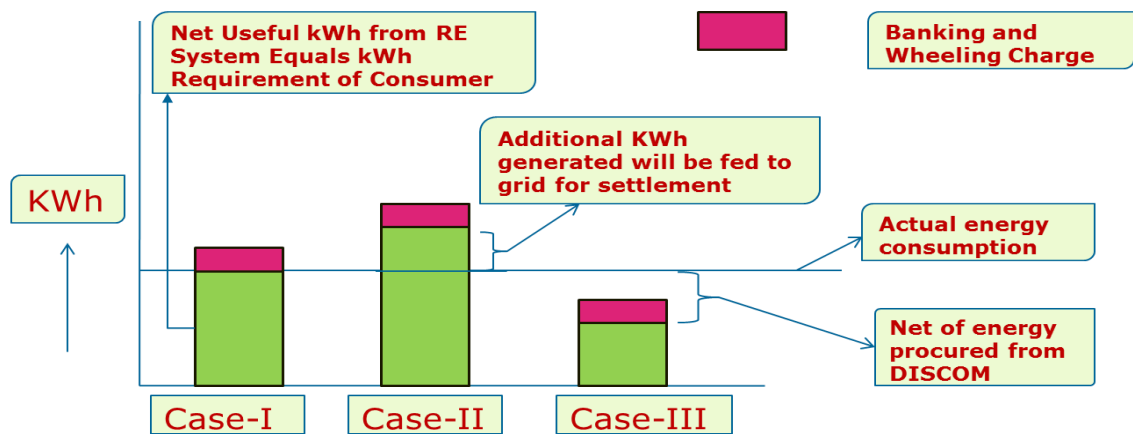 Net Useful kWh from RE
System Equals kWh
Requirement of Consumer
Banking and
Wheeling Charge
Additional KWh
generated will be fed to
grid for settlement
KWh
Actual energy
consumption
Net of energy
procured from
DISCOM
Case-I
Case-II
Case-III